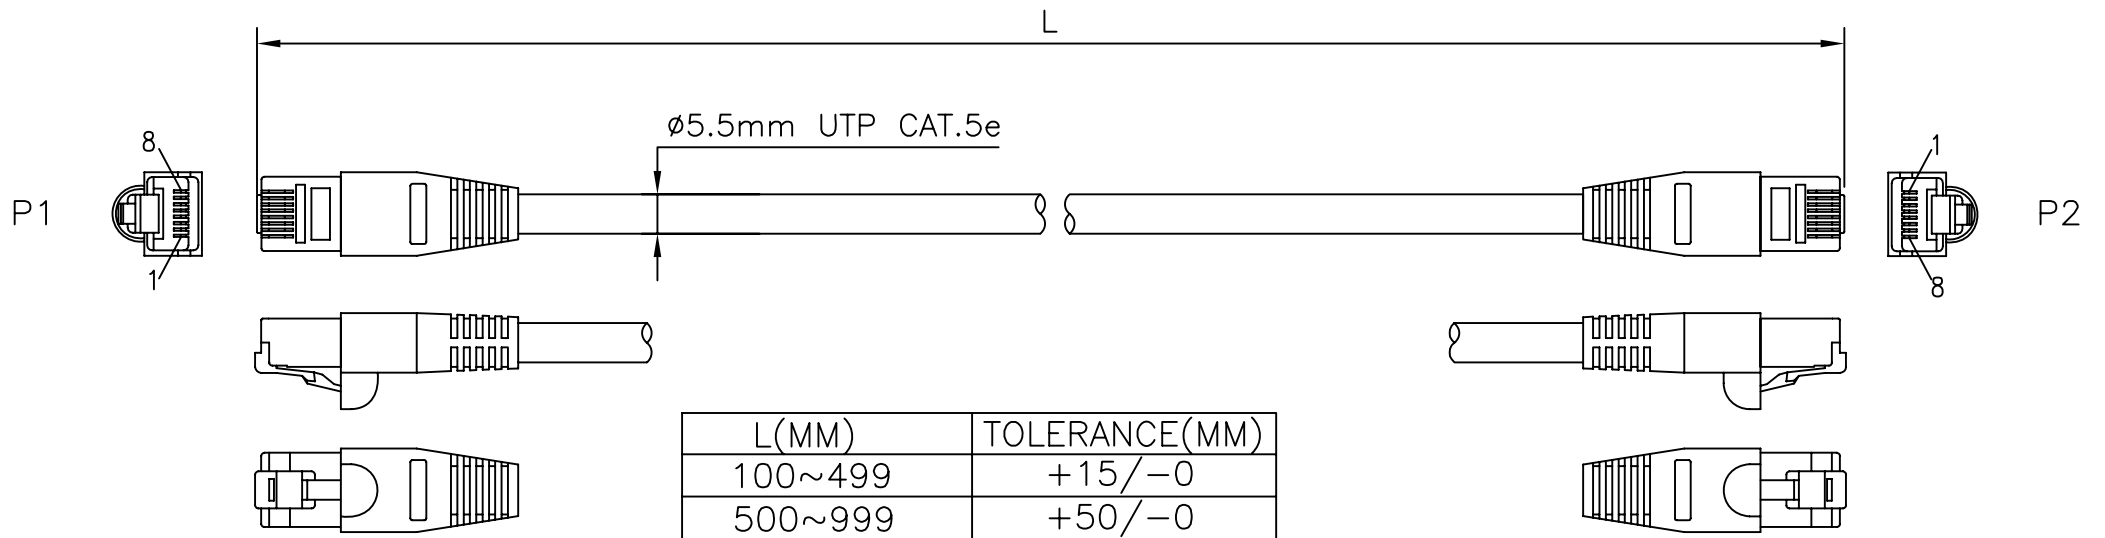 L
ø5.5mm UTP CAT.5e
8
1
P1
P2
1
8
L(MM) TOLERANCE(MM)
100~499 +15/-0
500~999 +50/-0